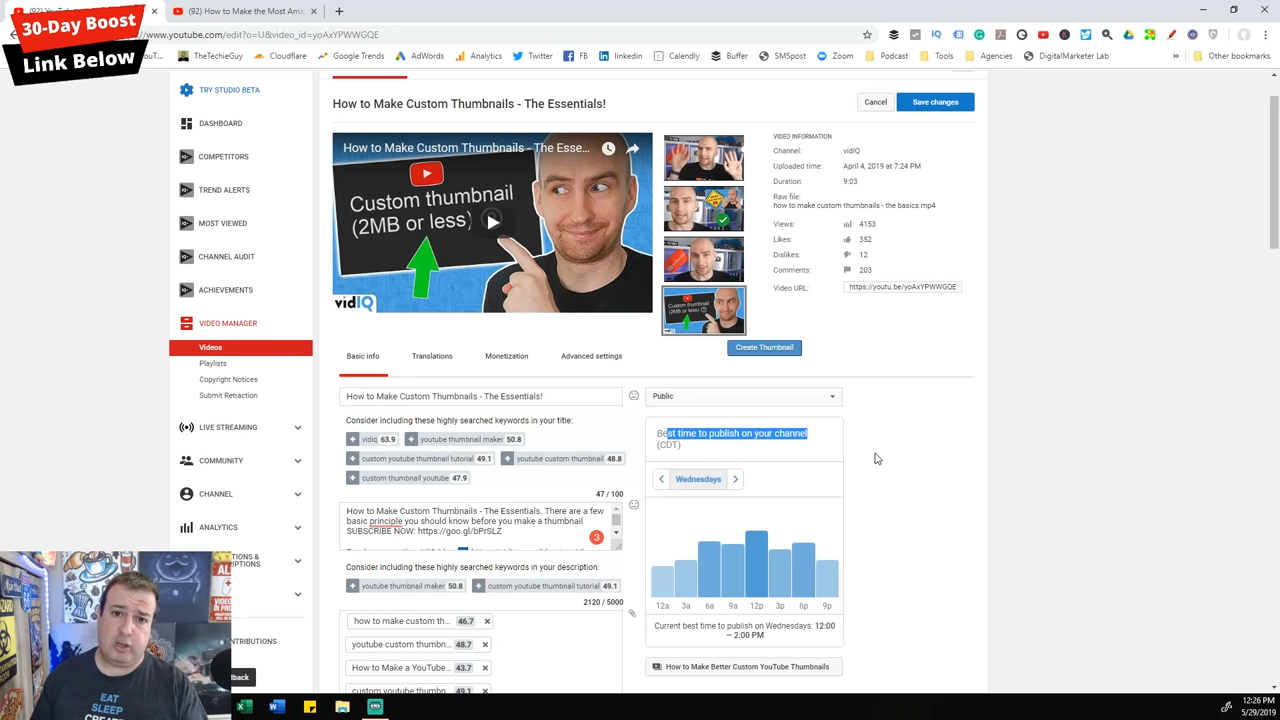 30-Day Boost
Link Below
(92) YouT
(92) How to Make the Most Ama
www.youtube.com/edit?o=U&video_id=yoAxYPWWGQE
TheTechieGuy
Cloudflare
Google Trends
AdWords
Analytics
Twitter
FB
linkedin
Calendly
Buffer
SMSpost
Zoom
Podcast
Tools
Agencies
DigitalMarketer Lab
Other bookmarks
TRY STUDIO BETA
DASHBOARD
COMPETITORS
TREND ALERTS
MOST VIEWED
CHANNEL AUDIT
ACHIEVEMENTS
VIDEO MANAGER
Videos
Playlists
Copyright Notices
Submit Retraction
LIVE STREAMING
COMMUNITY
CHANNEL
ANALYTICS
TIONS &
CRIPTIONS
ONTRIBUTIONS
dback
How to Make Custom Thumbnails - The Essentials!
Cancel
Save changes
How to Make Custom Thumbnails - The Esse...
Custom thumbnail
(2MB or less)
vidIQ
Create Thumbnail
VIDEO INFORMATION
Channel: vidIQ
Uploaded time: April 4, 2019 at 7:24 PM
Duration: 9:03
Raw file:
how to make custom thumbnails - the basics.mp4
Views: 4153
Likes: 352
Dislikes: 12
Comments: 203
Video URL: https://youtu.be/yoAxYPWWGQE
Basic info
Translations
Monetization
Advanced settings
How to Make Custom Thumbnails - The Essentials!
Consider including these highly searched keywords in your title:
+ vidiq 63.9
+ youtube thumbnail maker 50.8
+ custom youtube thumbnail tutorial 49.1
+ youtube custom thumbnail 48.8
+ custom thumbnail youtube 47.9
47 / 100
How to Make Custom Thumbnails - The Essentials. There are a few
basic principle you should know before you make a thumbnail
SUBSCRIBE NOW: https://goo.gl/bPrSLZ
3
Consider including these highly searched keywords in your description:
+ youtube thumbnail maker 50.8
+ custom youtube thumbnail tutorial 49.1
2120 / 5000
how to make custom th... 46.7
youtube custom thumbn... 48.7
How to Make a YouTube... 43.7
custom youtube thumbn... 49.1
Public
Best time to publish on your channel
(CDT)
Wednesdays
12a 3a 6a 9a 12p 3p 6p 9p
Current best time to publish on Wednesdays: 12:00
— 2:00 PM
How to Make Better Custom YouTube Thumbnails
EAT
SLEEP
12:26 PM
5/29/2019